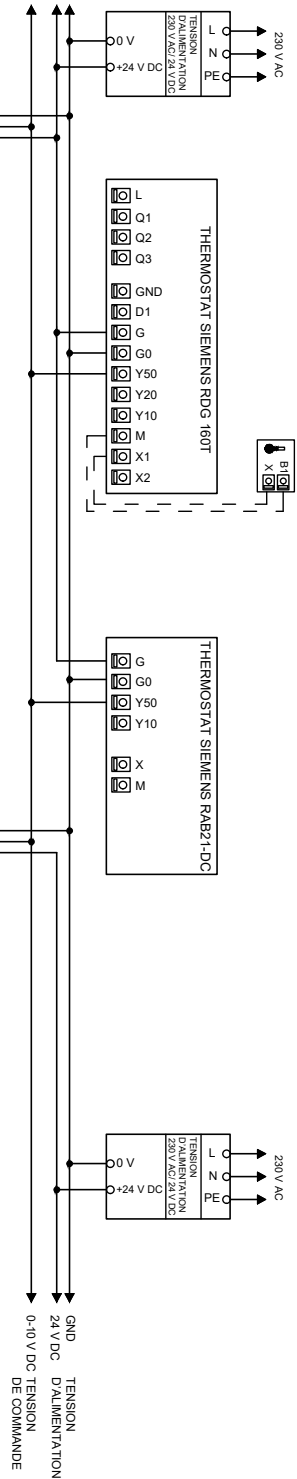 230 V AC
L
N
PE
TENSION
D'ALIMENTATION
230 V AC/ 24 V DC
0 V
+24 V DC
THERMOSTAT SIEMENS RDG 160T
L
Q1
Q2
Q3
GND
D1
G
G0
Y50
Y20
Y10
M
X1
X2
B1
X
THERMOSTAT SIEMENS RAB21-DC
G
G0
Y50
Y10
X
M
230 V AC
L
N
PE
TENSION
D'ALIMENTATION
230 V AC/ 24 V DC
0 V
+24 V DC
GND TENSION
24 V DC D'ALIMENTATION
0-10 V DC TENSION
DE COMMANDE